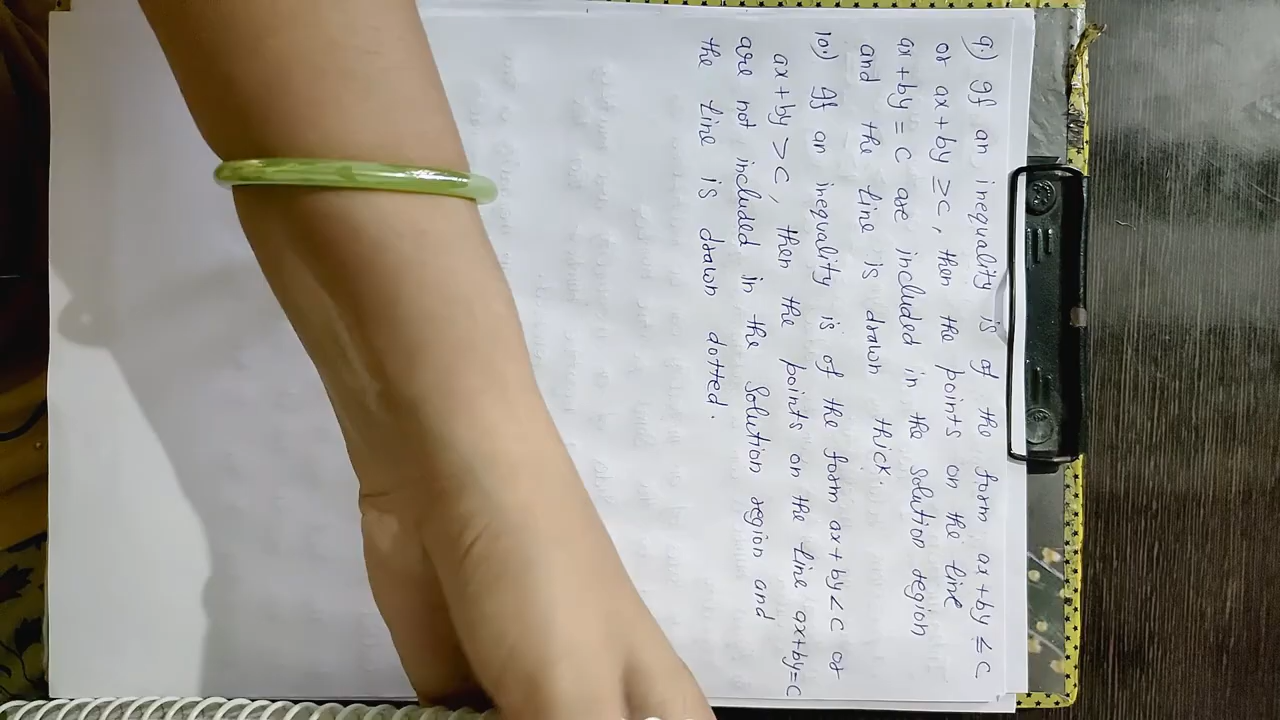 9.) If an inequality is of the form ax+by ≤ c
or ax+by ≥ c, then the points on the line
ax+by = c are included in the solution region
and the line is drawn thick.
10.) If an inequality is of the form ax+by < c or
ax+by > c, then the points on the line ax+by=c
are not included in the solution region and
the line is drawn dotted.